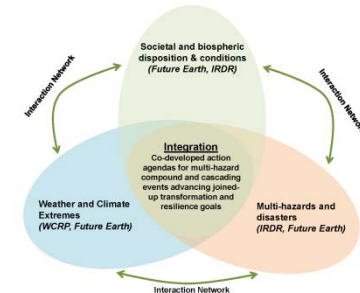 Societal and biospheric
disposition & conditions
(Future Earth, IRDR)
Interaction Network
Interaction Network
Integration
Co-developed action
agendas for multi-hazard
compound and cascading
events advancing joined-
up transformation and
resilience goals
Weather and Climate
Extremes
(WCRP, Future Earth)
Multi-hazards and
disasters
(IRDR, Future Earth)
Interaction Network